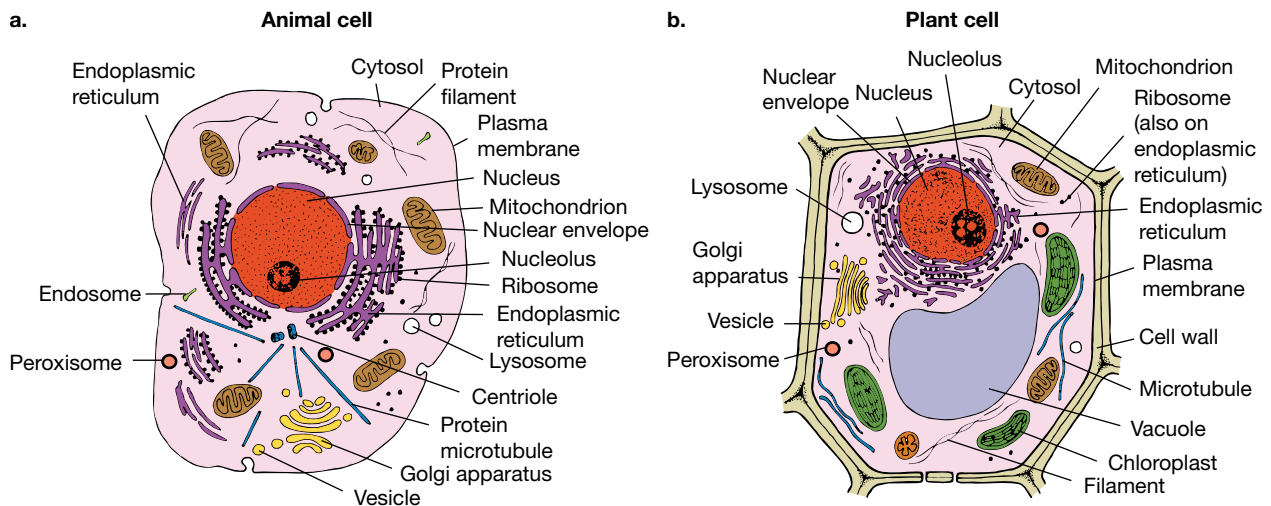 a.
Animal cell
Endoplasmic
reticulum
Cytosol
Protein
filament
Plasma
membrane
Nucleus
Mitochondrion
Nuclear envelope
Nucleolus
Ribosome
Endoplasmic
reticulum
Lysosome
Centriole
Protein
microtubule
Golgi apparatus
Vesicle
Endosome
Peroxisome
b.
Plant cell
Nuclear
envelope
Nucleus
Nucleolus
Cytosol
Mitochondrion
Ribosome
(also on
endoplasmic
reticulum)
Endoplasmic
reticulum
Plasma
membrane
Cell wall
Microtubule
Vacuole
Chloroplast
Filament
Lysosome
Golgi
apparatus
Vesicle
Peroxisome